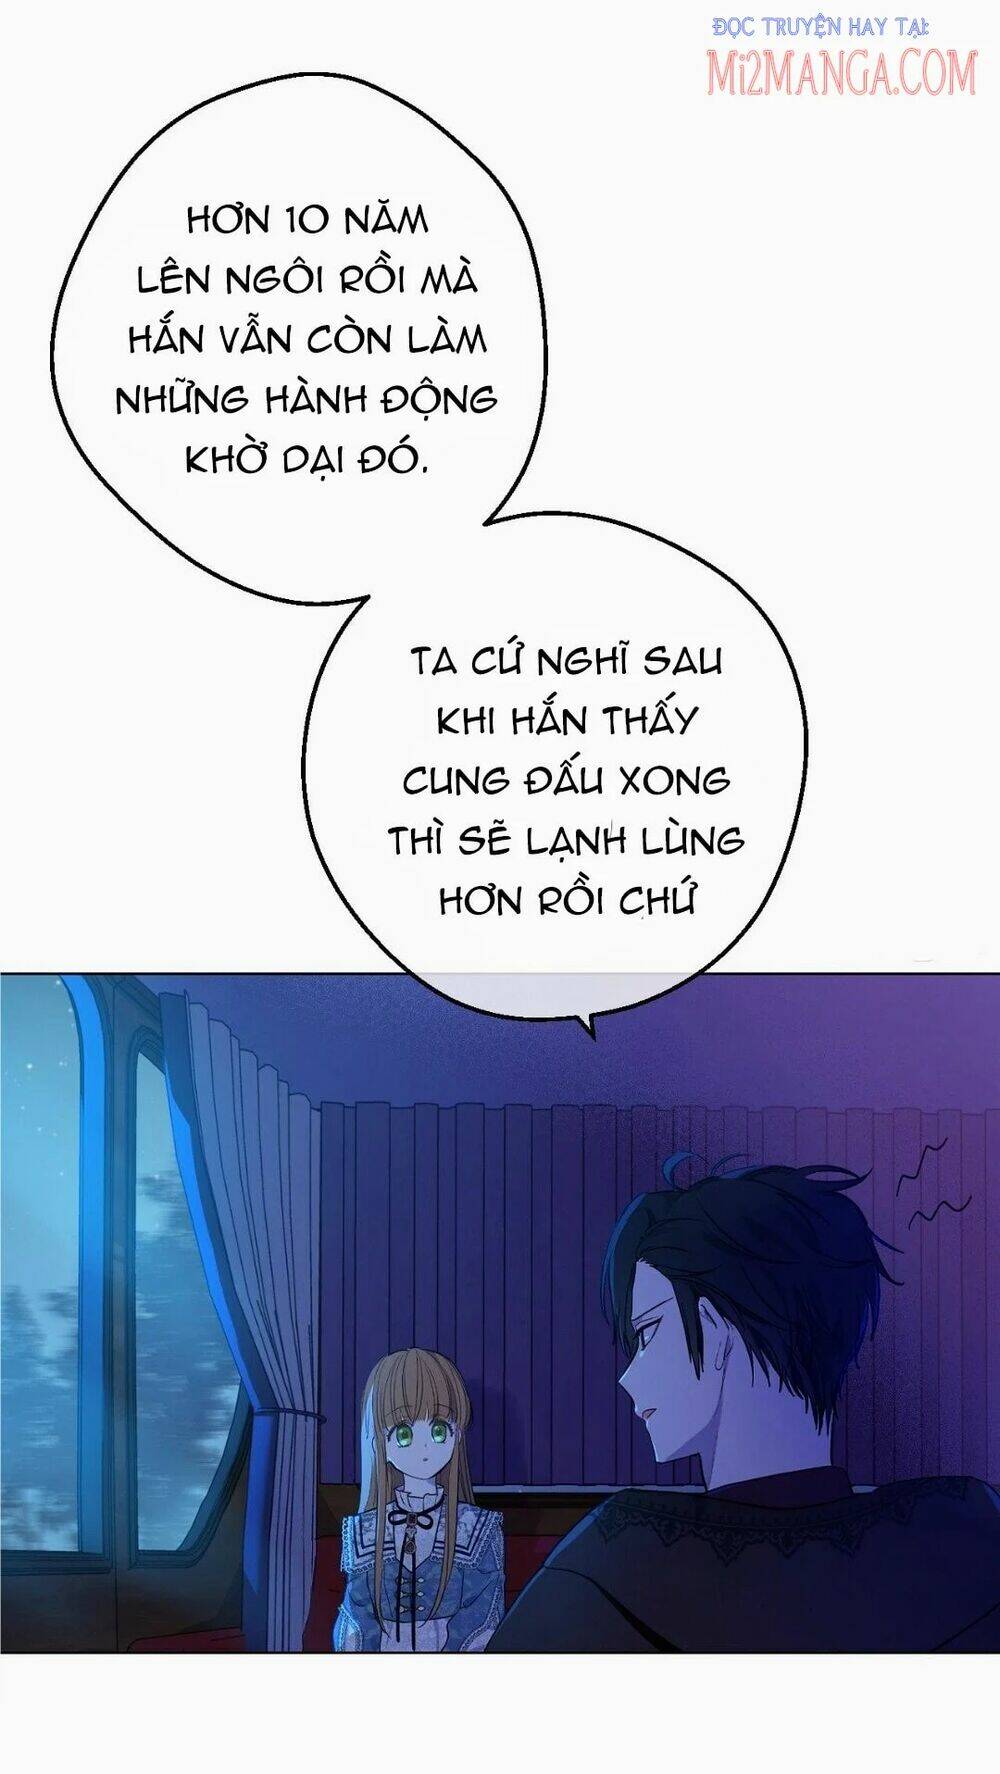 ĐỌC TRUYỆN HAY TẠI:
MI2MANGA.COM
HƠN 10 NĂM
LÊN NGÔI RỒI MÀ
HẮN VẪN CÒN LÀM
NHỮNG HÀNH ĐỘNG
KHỜ DẠI ĐÓ.
TA CỨ NGHĨ SAU
KHI HẮN THẤY
CUNG ĐẤU XONG
THÌ SẼ LẠNH LÙNG
HƠN RỒI CHỨ